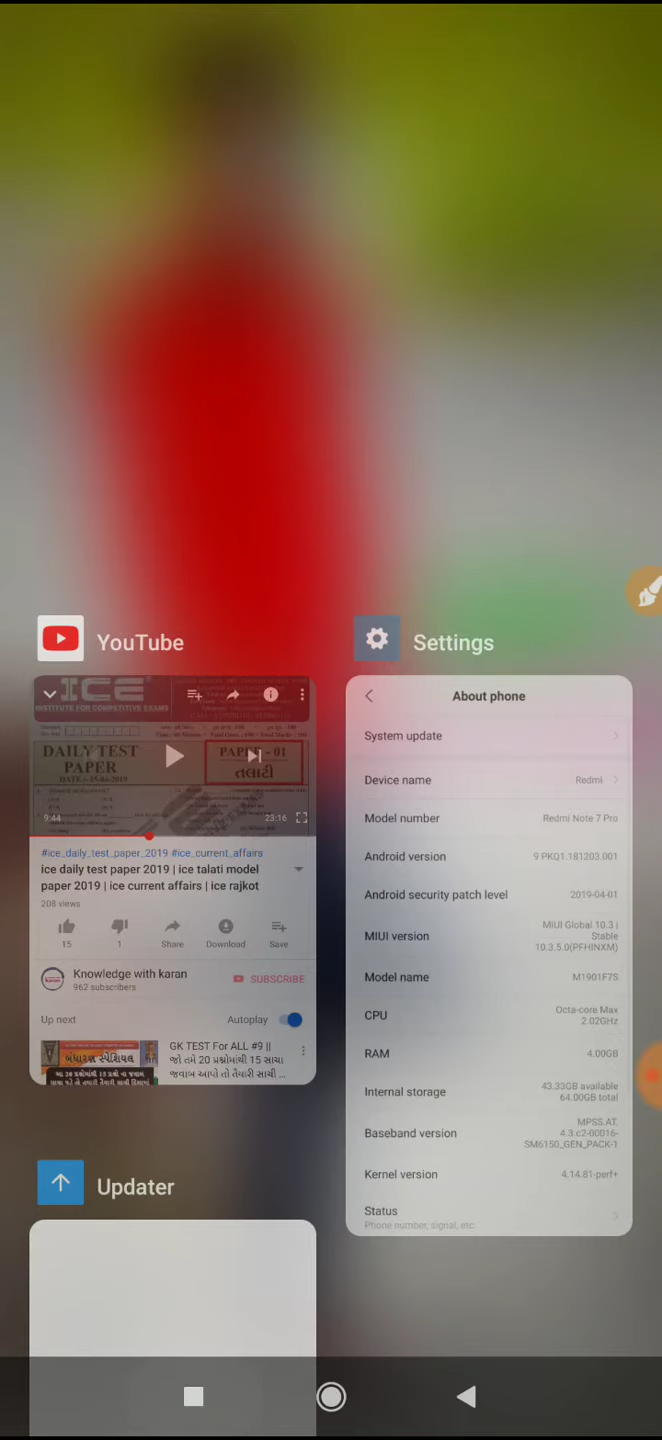 YouTube
Settings
ICE
INSTITUTE FOR COMPETITIVE EXAMS
DAILY TEST
PAPER
DATE:- 15-04-2019
PAPER - 01
તલાટી
9:44
23:16
#ice_daily_test_paper_2019 #ice_current_affairs
ice daily test paper 2019 | ice talati model
paper 2019 | ice current affairs | ice rajkot
208 views
15
1
Share
Download
Save
karan
Knowledge with karan
962 subscribers
SUBSCRIBE
Up next
Autoplay
બંધારણ સ્પેશિયલ
GK TEST For ALL #9 ||
જો તમે 20 પ્રશ્નોમાંથી 15 સાચા
જવાબ આપો તો તૈયારી સાચી ...
About phone
System update
Device name
Redmi
Model number
Redmi Note 7 Pro
Android version
9 PKQ1.181203.001
Android security patch level
2019-04-01
MIUI version
MIUI Global 10.3 |
Stable
10.3.5.0(PFHINXM)
Model name
M1901F7S
CPU
Octa-core Max
2.02GHz
RAM
4.00GB
Internal storage
43.33GB available
64.00GB total
Baseband version
MPSS.AT.
4.3.c2-00016-
SM6150_GEN_PACK-1
Kernel version
4.14.81-perf+
Status
Phone number, signal, etc.
Updater